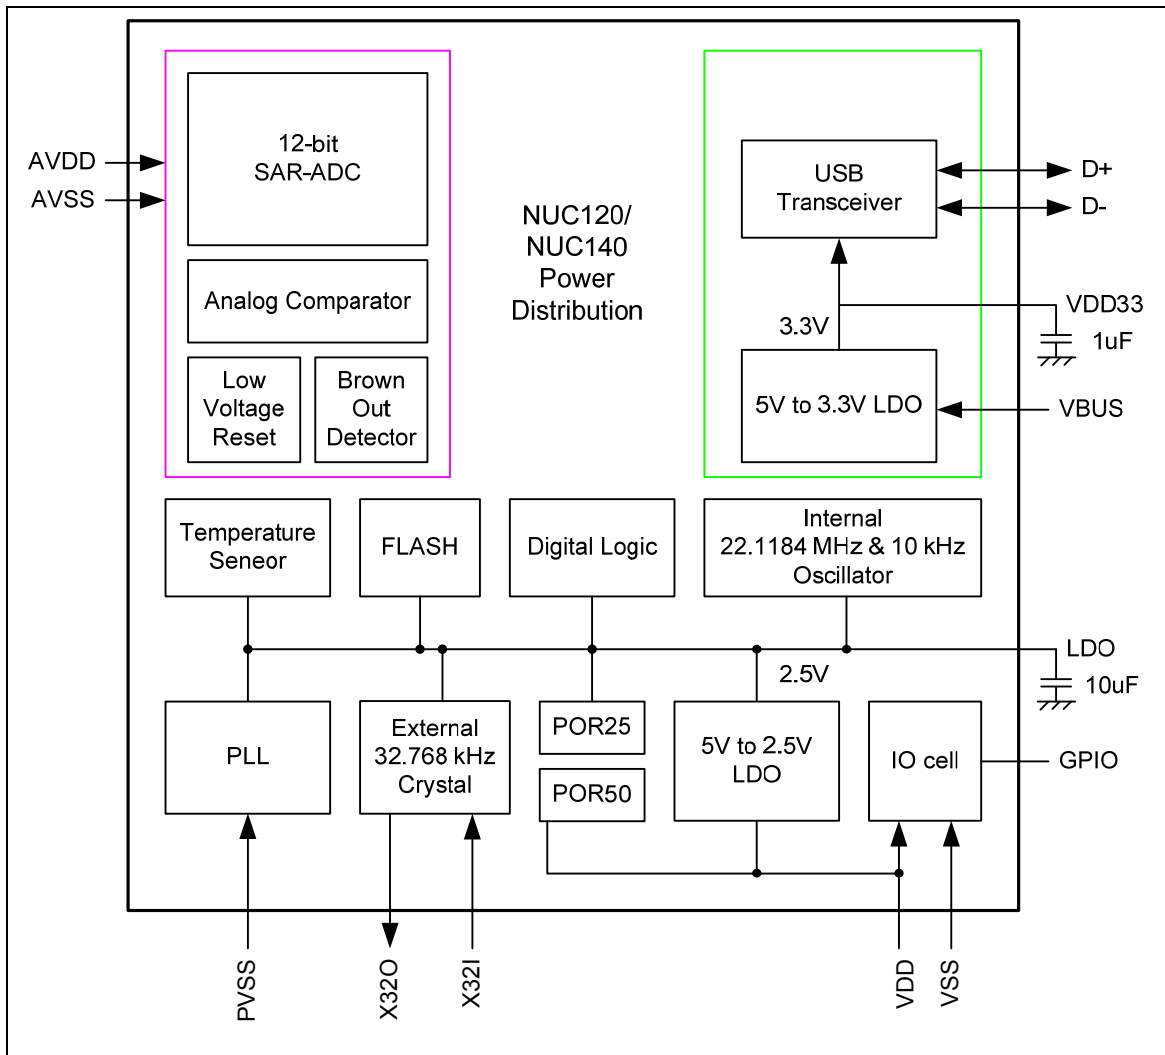 12-bit
SAR-ADC
AVDD
AVSS
Analog Comparator
Low
Voltage
Reset
Brown
Out
Detector
NUC120/
NUC140
Power
Distribution
USB
Transceiver
D+
D-
3.3V
VDD33
1uF
5V to 3.3V LDO
VBUS
Temperature
Seneor
FLASH
Digital Logic
Internal
22.1184 MHz & 10 kHz
Oscillator
LDO
2.5V
10uF
PLL
External
32.768 kHz
Crystal
POR25
POR50
5V to 2.5V
LDO
IO cell
GPIO
PVSS
X32O
X32I
VDD
VSS